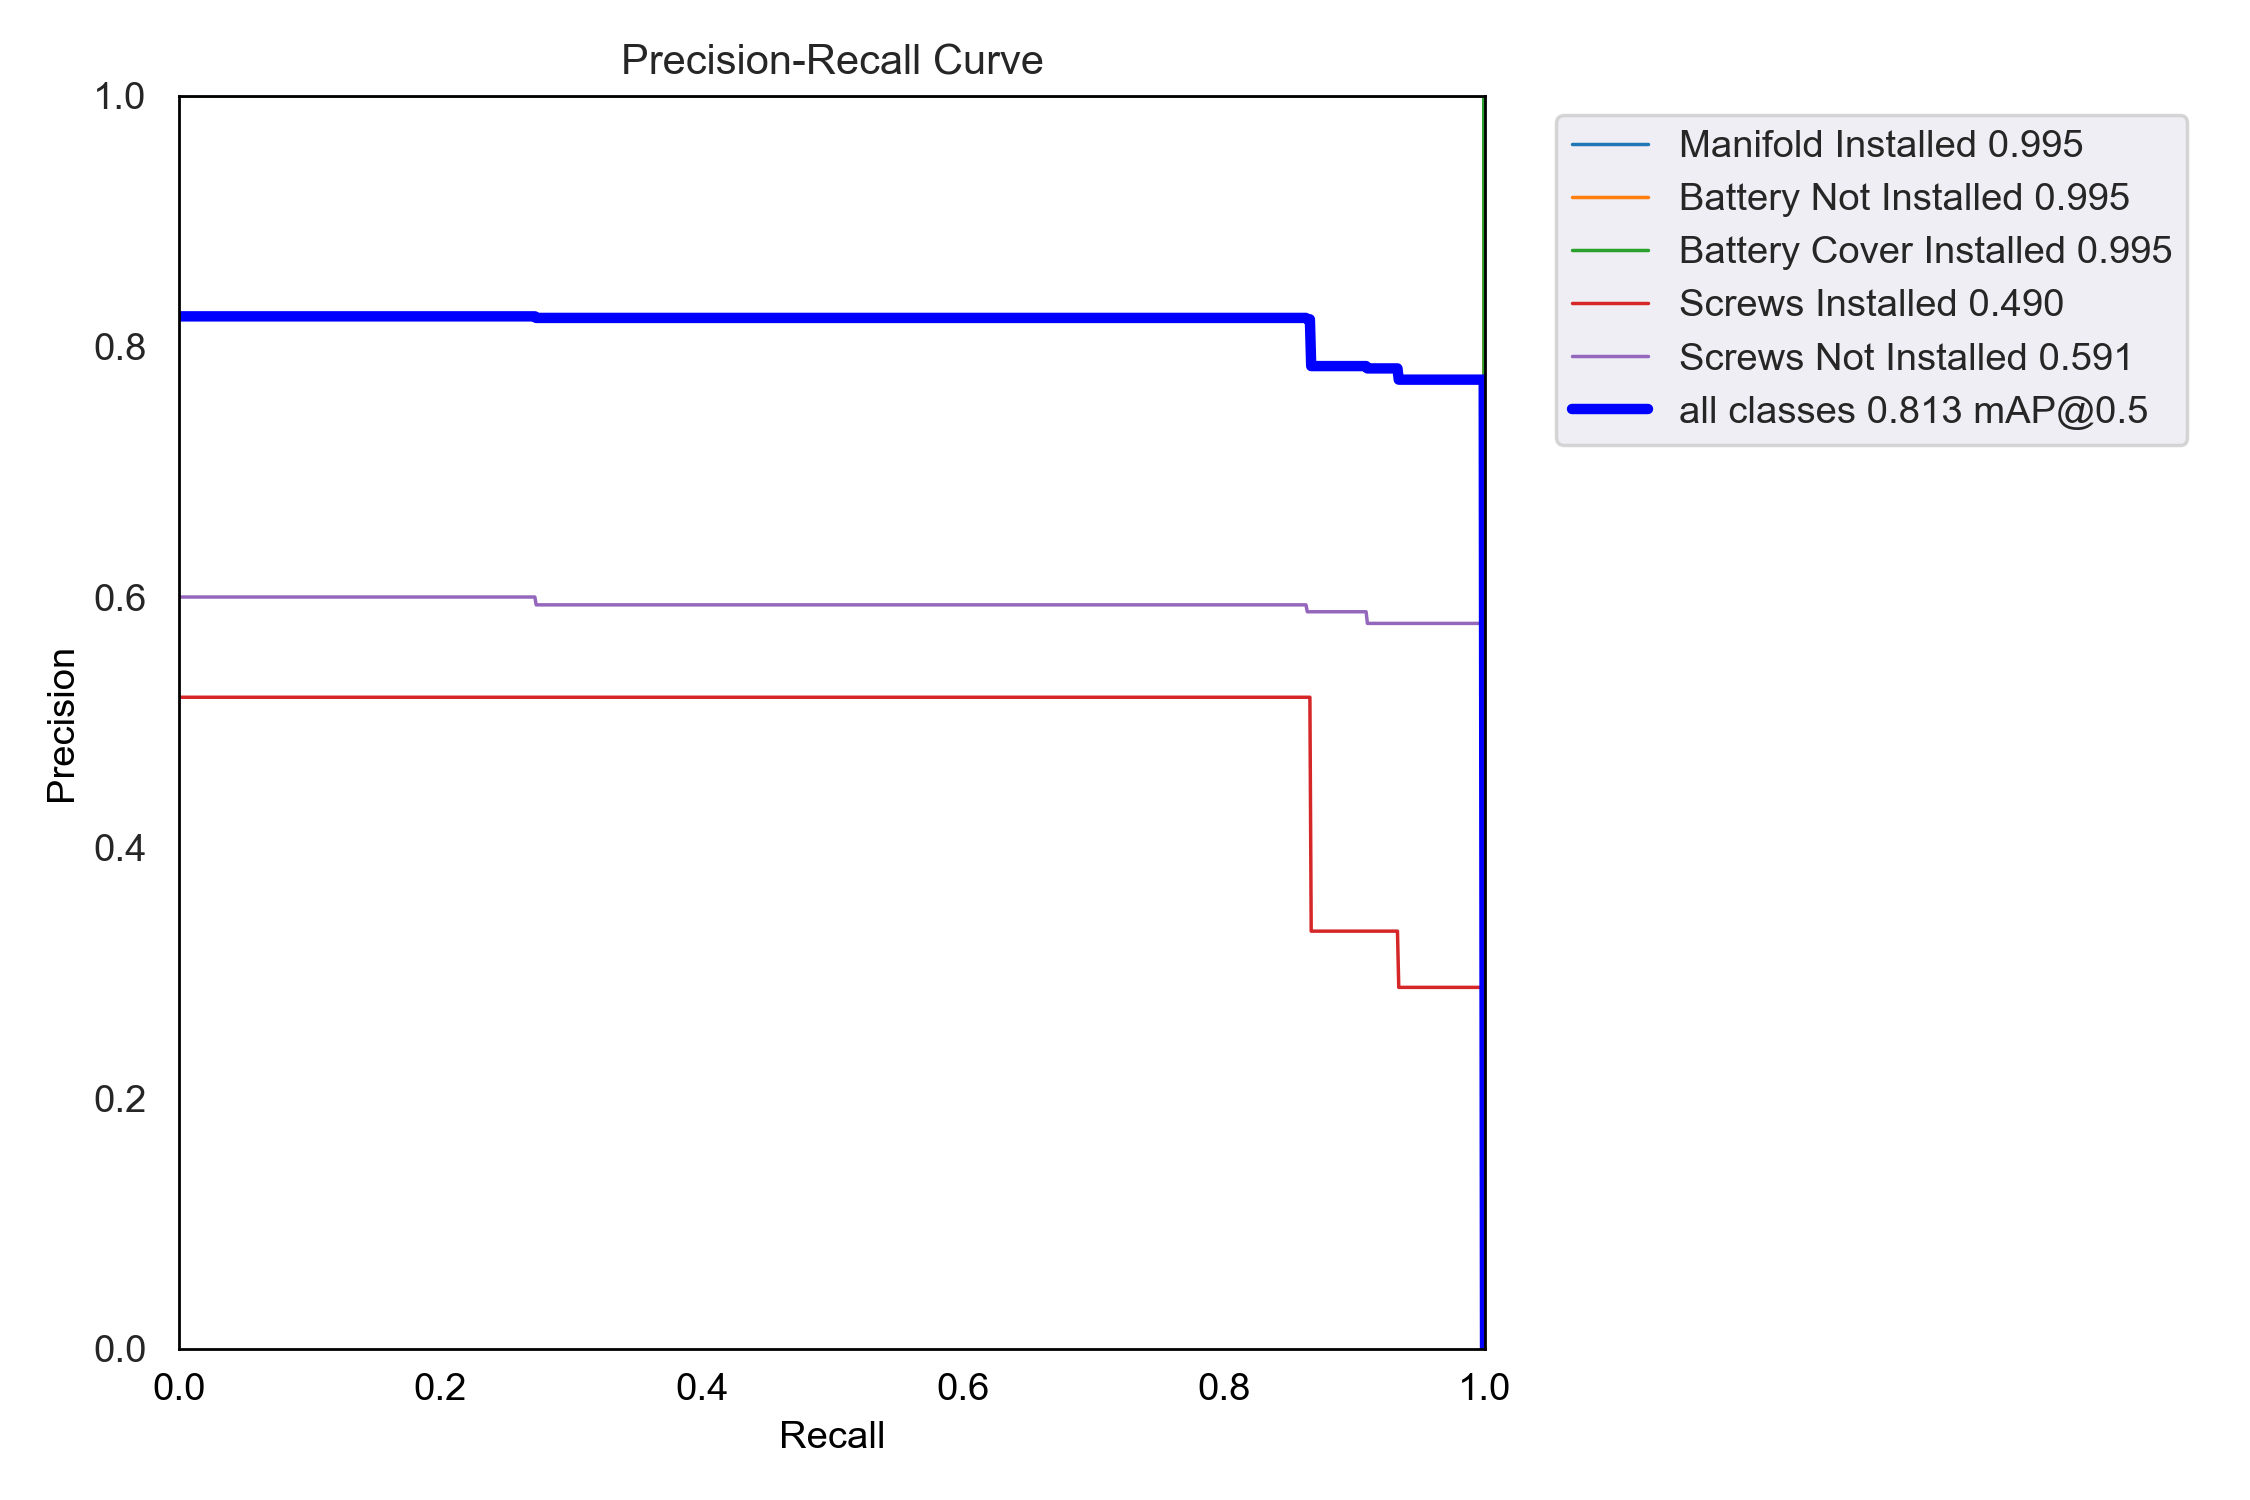 Precision-Recall Curve
1.0
0.8
0.6
0.4
0.2
0.0
Precision
0.0 0.2 0.4 0.6 0.8 1.0
Recall
Manifold Installed 0.995
Battery Not Installed 0.995
Battery Cover Installed 0.995
Screws Installed 0.490
Screws Not Installed 0.591
all classes 0.813 mAP@0.5